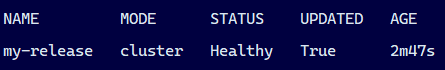 NAME MODE STATUS UPDATED AGE
my-release cluster Healthy True 2m47s